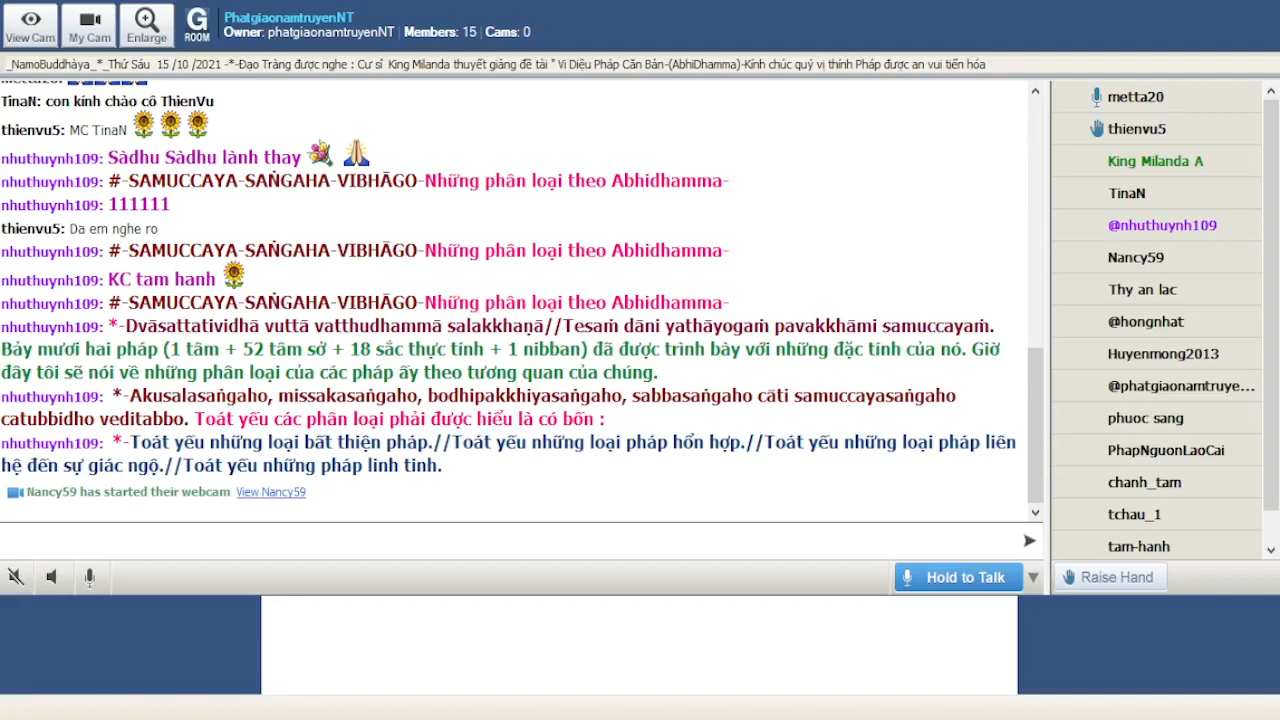 View Cam
My Cam
Enlarge
G ROOM
PhatgiaonamtruyenNT
Owner: phatgiaonamtruyenNT | Members: 15 | Cams: 0
_NamoBuddhàya_*_Thứ Sáu 15 /10 /2021 -*-Đạo Tràng được nghe : Cư sĩ King Milanda thuyết giảng đề tài " Vi Diệu Pháp Căn Bản-(AbhiDhamma)-Kính chúc quý vị thính Pháp được an vui tiến hóa
TinaN: con kính chào cô ThienVu
thienvu5: MC TinaN
nhuthuynh109: Sàdhu Sàdhu lành thay
nhuthuynh109: #-SAMUCCAYA-SAṄGAHA-VIBHĀGO-Những phân loại theo Abhidhamma-
nhuthuynh109: 111111
thienvu5: Da em nghe ro
nhuthuynh109: #-SAMUCCAYA-SAṄGAHA-VIBHĀGO-Những phân loại theo Abhidhamma-
nhuthuynh109: KC tam hanh
nhuthuynh109: #-SAMUCCAYA-SAṄGAHA-VIBHĀGO-Những phân loại theo Abhidhamma-
nhuthuynh109: *-Dvāsattatividhā vuttā vatthudhammā salakkhaṇā//Tesaṁ dāni yathāyogaṁ pavakkhāmi samuccayaṁ.
Bảy mươi hai pháp (1 tâm + 52 tâm sở + 18 sắc thực tính + 1 nibban) đã được trình bày với những đặc tính của nó. Giờ
đây tôi sẽ nói về những phân loại của các pháp ấy theo tương quan của chúng.
nhuthuynh109: *-Akusalasaṅgaho, missakasaṅgaho, bodhipakkhiyasaṅgaho, sabbasaṅgaho cāti samuccayasaṅgaho
catubbidho veditabbo. Toát yếu các phân loại phải được hiểu là có bốn :
nhuthuynh109: *-Toát yếu những loại bất thiện pháp.//Toát yếu những loại pháp hổn hợp.//Toát yếu những loại pháp liên
hệ đến sự giác ngộ.//Toát yếu những pháp linh tinh.
Nancy59 has started their webcam View Nancy59
Hold to Talk
metta20
thienvu5
King Milanda A
TinaN
@nhuthuynh109
Nancy59
Thy an lac
@hongnhat
Huyenmong2013
@phatgiaonamtruye...
phuoc sang
PhapNguonLaoCai
chanh_tam
tchau_1
tam-hanh
Raise Hand